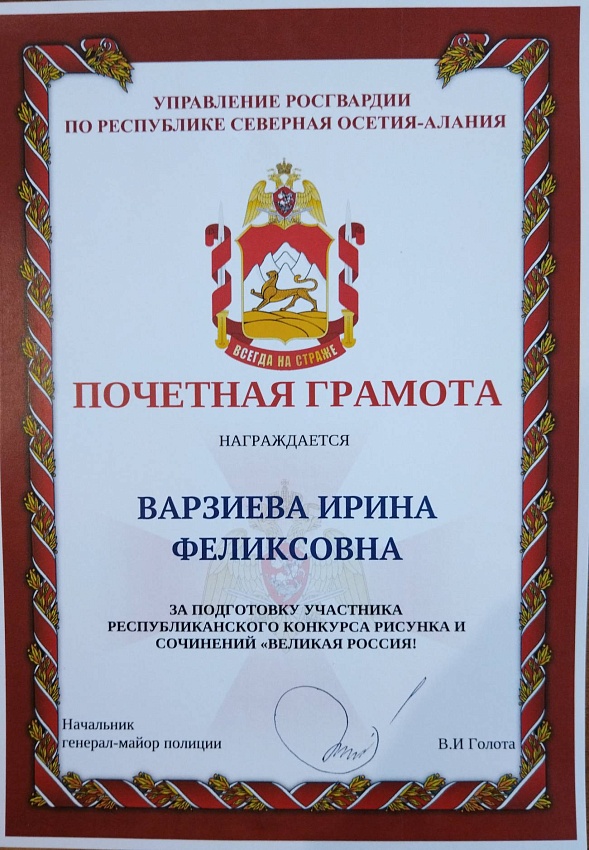 УПРАВЛЕНИЕ РОСГВАРДИИ
ПО РЕСПУБЛИКЕ СЕВЕРНАЯ ОСЕТИЯ-АЛАНИЯ
ВСЕГДА НА СТРАЖЕ
ПОЧЕТНАЯ ГРАМОТА
НАГРАЖДАЕТСЯ
ВАРЗИЕВА ИРИНА
ФЕЛИКСОВНА
ЗА ПОДГОТОВКУ УЧАСТНИКА
РЕСПУБЛИКАНСКОГО КОНКУРСА РИСУНКА И
СОЧИНЕНИЙ «ВЕЛИКАЯ РОССИЯ!
Начальник
генерал-майор полиции
В.И Голота